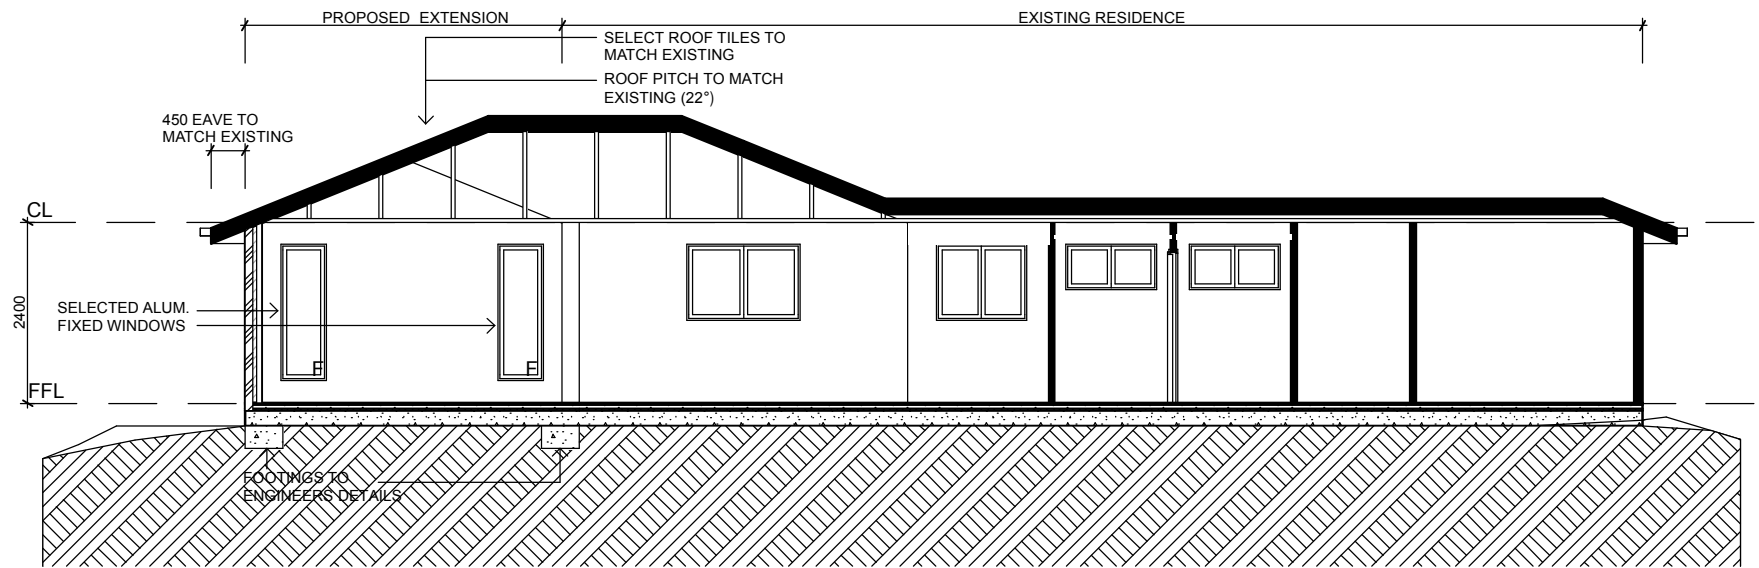 PROPOSED EXTENSION
EXISTING RESIDENCE
SELECT ROOF TILES TO
MATCH EXISTING
ROOF PITCH TO MATCH
EXISTING (22°)
450 EAVE TO
MATCH EXISTING
CL
2400
SELECTED ALUM.
FIXED WINDOWS
F
F
FFL
FOOTINGS TO
ENGINEERS DETAILS